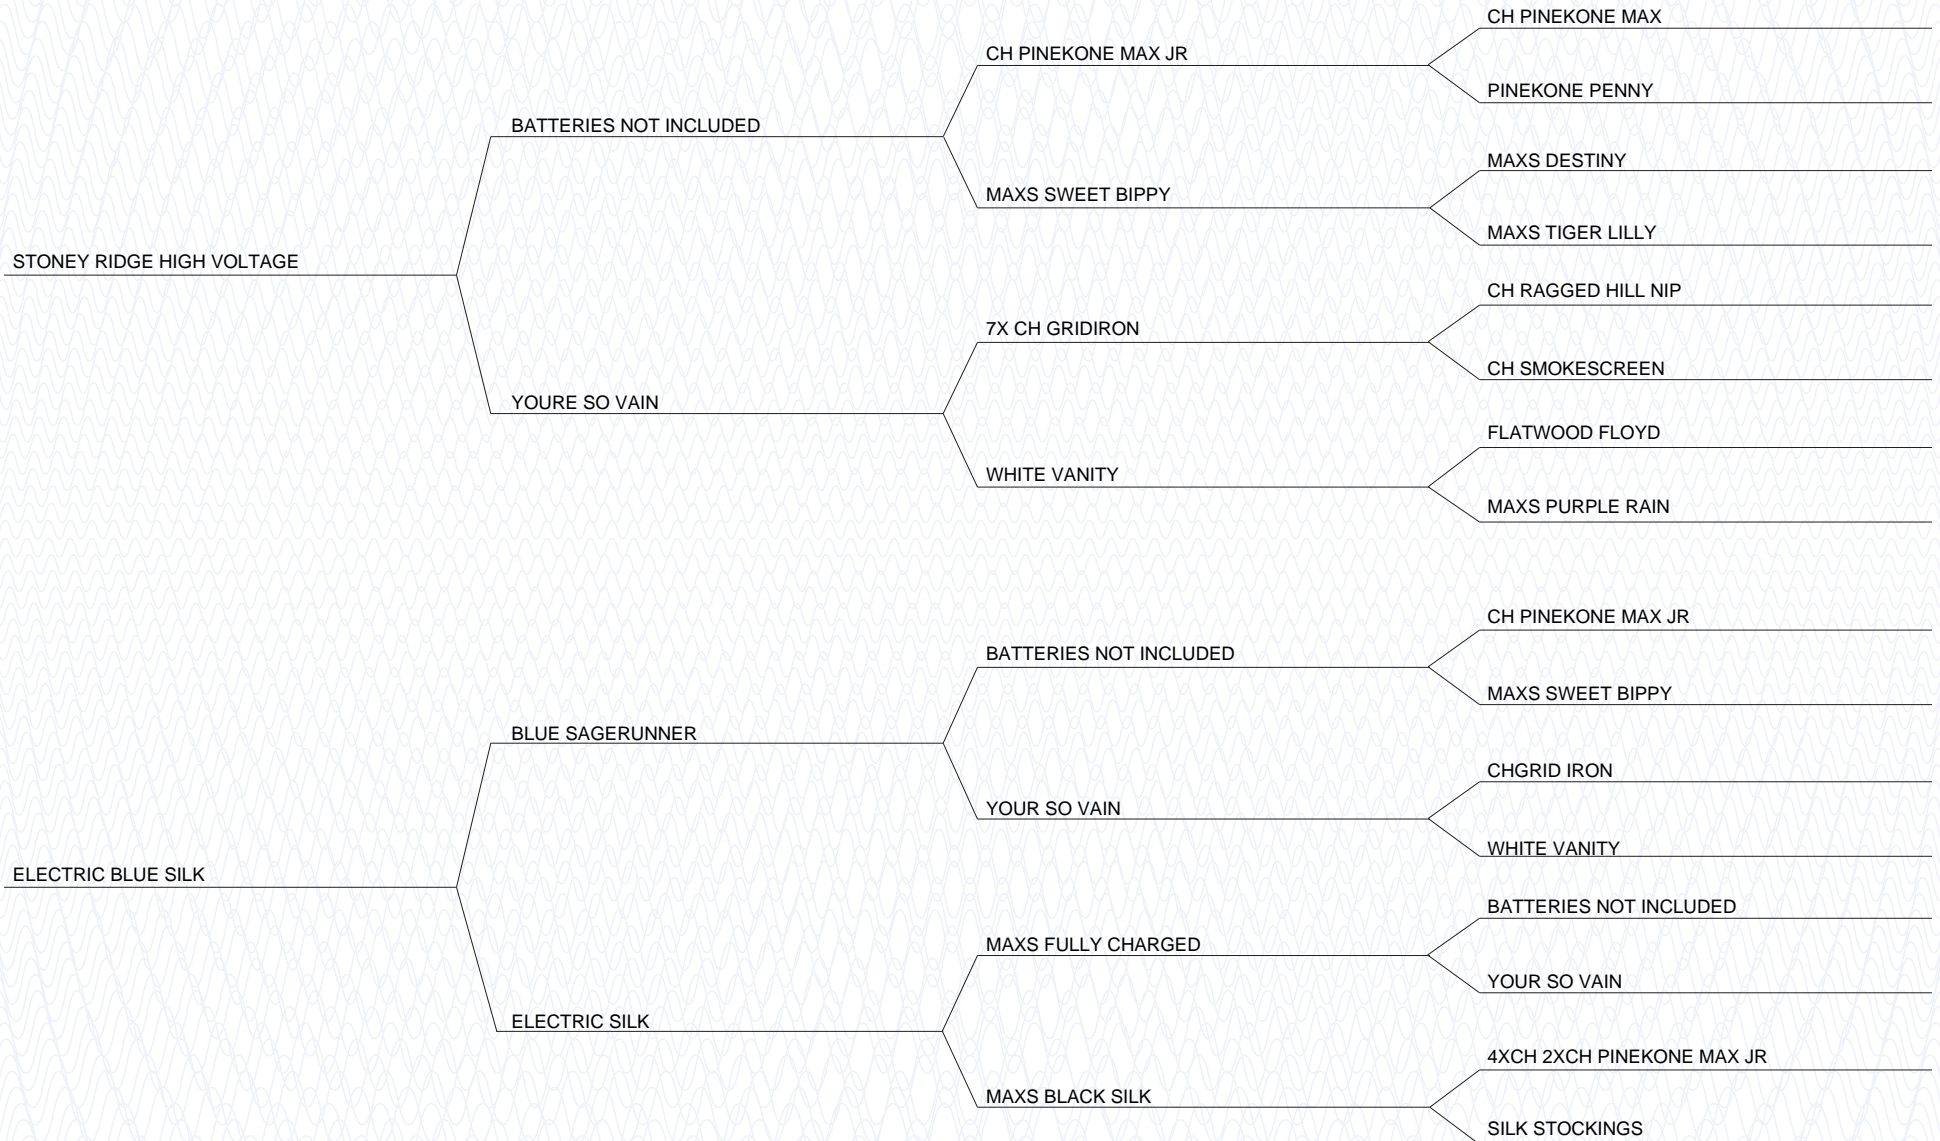 CH PINEKONE MAX
CH PINEKONE MAX JR
PINEKONE PENNY
BATTERIES NOT INCLUDED
MAXS DESTINY
MAXS SWEET BIPPY
MAXS TIGER LILLY
STONEY RIDGE HIGH VOLTAGE
CH RAGGED HILL NIP
7X CH GRIDIRON
CH SMOKESCREEN
YOURE SO VAIN
FLATWOOD FLOYD
WHITE VANITY
MAXS PURPLE RAIN
CH PINEKONE MAX JR
BATTERIES NOT INCLUDED
MAXS SWEET BIPPY
BLUE SAGERUNNER
CHGRID IRON
YOUR SO VAIN
WHITE VANITY
ELECTRIC BLUE SILK
BATTERIES NOT INCLUDED
MAXS FULLY CHARGED
YOUR SO VAIN
ELECTRIC SILK
4XCH 2XCH PINEKONE MAX JR
MAXS BLACK SILK
SILK STOCKINGS